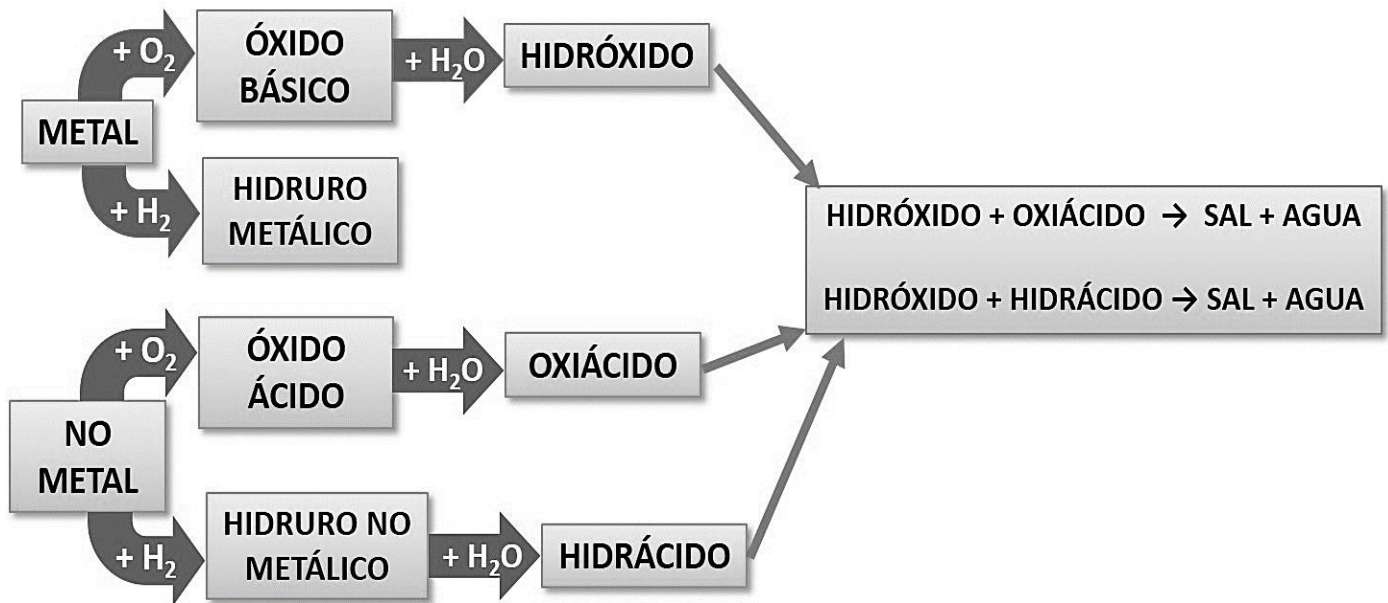 + O₂
ÓXIDO
BÁSICO
+ H₂O
HIDRÓXIDO
METAL
+ H₂
HIDRURO
METÁLICO
HIDRÓXIDO + OXIÁCIDO → SAL + AGUA
HIDRÓXIDO + HIDRÁCIDO → SAL + AGUA
+ O₂
ÓXIDO
ÁCIDO
+ H₂O
OXIÁCIDO
NO
METAL
+ H₂
HIDRURO NO
METÁLICO
+ H₂O
HIDRÁCIDO